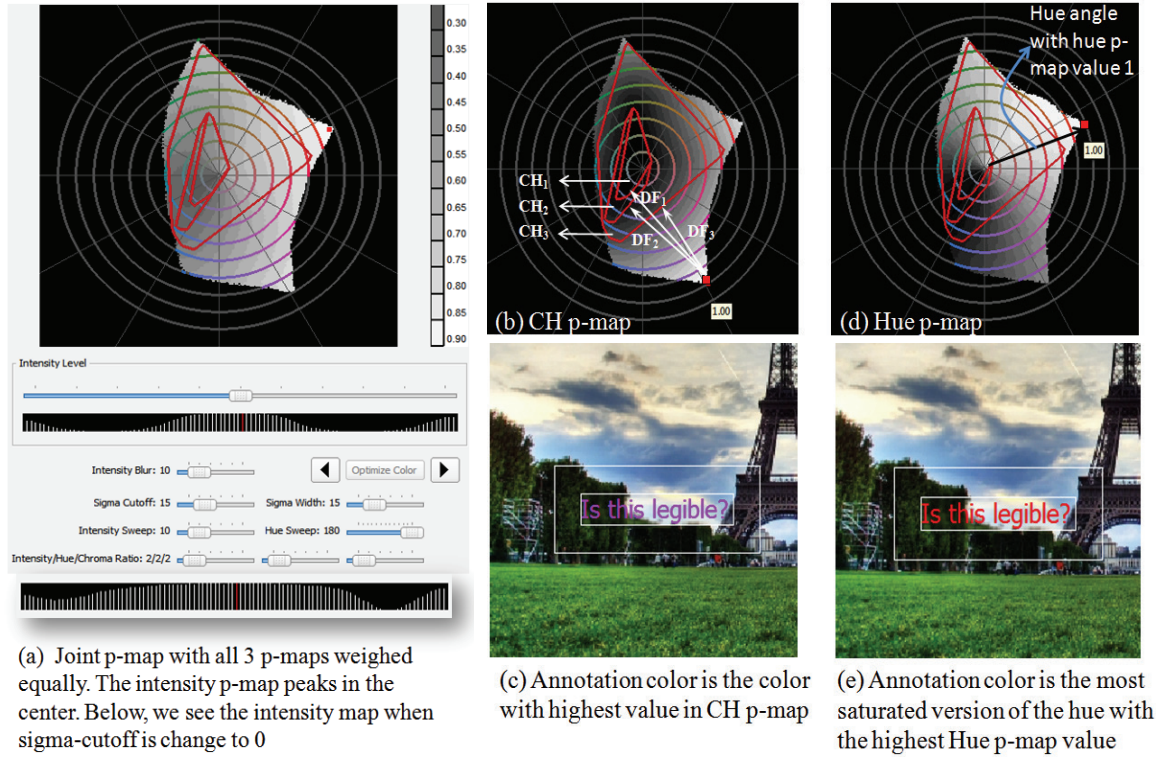 0.30
0.35
0.40
0.45
0.50
0.55
0.60
0.65
0.70
0.75
0.80
0.85
0.90
Intensity Level
Intensity Blur: 10
Optimize Color
Sigma Cutoff: 15
Sigma Width: 15
Intensity Sweep: 10
Hue Sweep: 180
Intensity/Hue/Chroma Ratio: 2/2/2
(a) Joint p-map with all 3 p-maps weighed
equally. The intensity p-map peaks in the
center. Below, we see the intensity map when
sigma-cutoff is change to 0
CH1
CH2
CH3
DF1
DF2
DF3
1.00
(b) CH p-map
Is this legible?
(c) Annotation color is the color
with highest value in CH p-map
Hue angle
with hue p-
map value 1
1.00
(d) Hue p-map
Is this legible?
(e) Annotation color is the most
saturated version of the hue with
the highest Hue p-map value